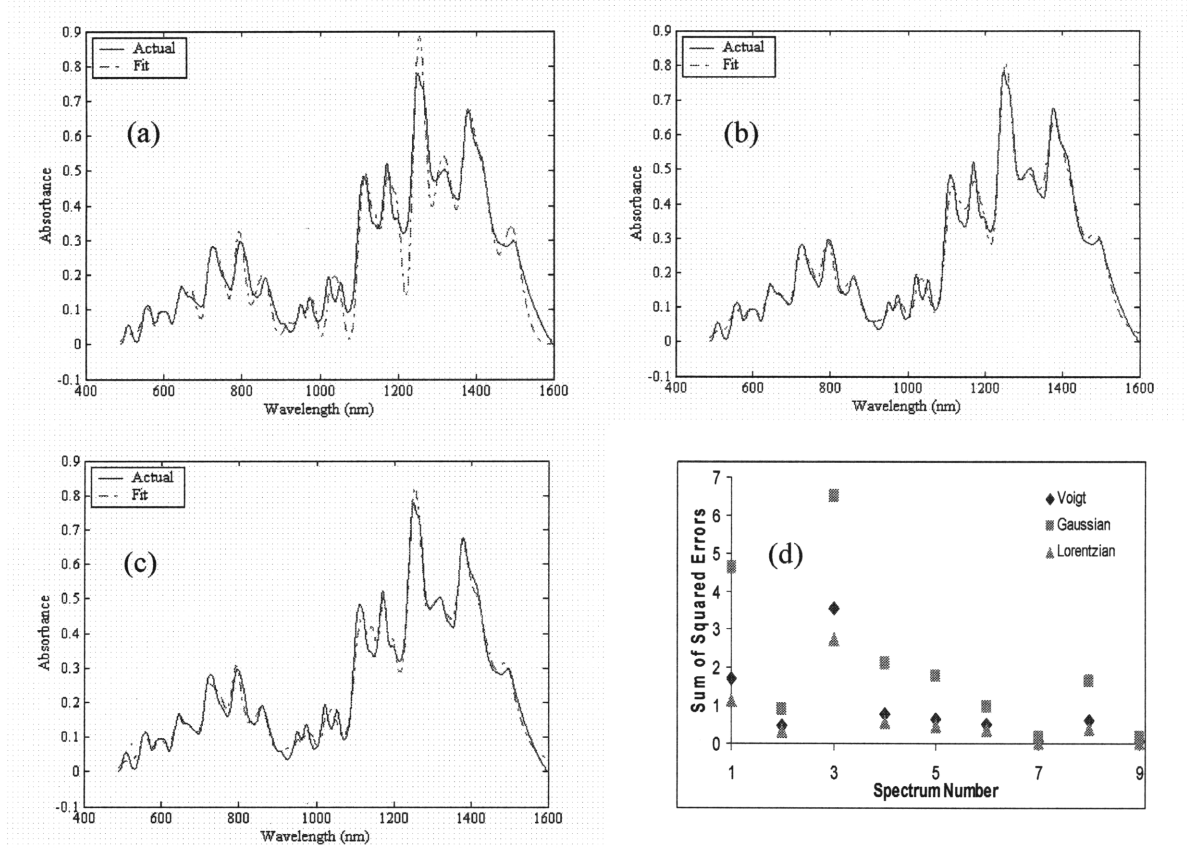 0.9
0.8
0.7
0.6
0.5
0.4
0.3
0.2
0.1
0
-0.1
Absorbance
Actual
Fit
(a)
400 600 800 1000 1200 1400 1600
Wavelength (nm)
0.9
0.8
0.7
0.6
0.5
0.4
0.3
0.2
0.1
0
-0.1
Absorbance
Actual
Fit
(b)
400 600 800 1000 1200 1400 1600
Wavelength (nm)
0.9
0.8
0.7
0.6
0.5
0.4
0.3
0.2
0.1
0
-0.1
Absorbance
Actual
Fit
(c)
400 600 800 1000 1200 1400 1600
Wavelength (nm)
7
6
5
4
3
2
1
0
Sum of Squared Errors
Voigt
Gaussian
Lorentzian
(d)
1 3 5 7 9
Spectrum Number